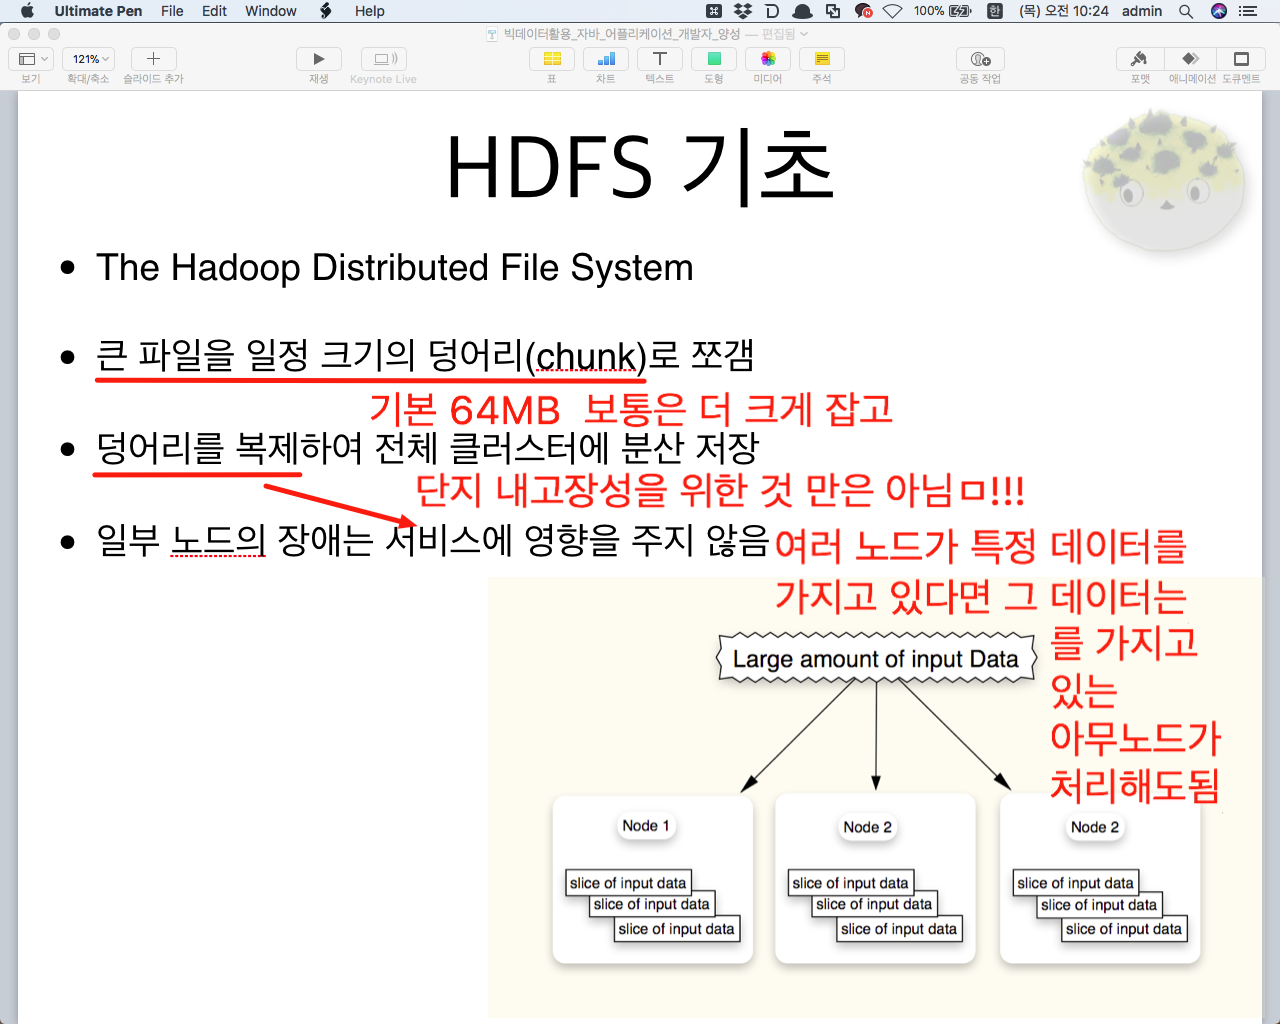 Ultimate Pen File Edit Window Help 100% 한 (목) 오전 10:24 admin
빅데이터활용_자바_어플리케이션_개발자_양성 — 편집됨
121%
보기 확대/축소 슬라이드 추가 재생 Keynote Live 표 차트 텍스트 도형 미디어 주석 공동 작업 포맷 애니메이션 도큐멘트
HDFS 기초
The Hadoop Distributed File System
큰 파일을 일정 크기의 덩어리(chunk)로 쪼갬
기본 64MB 보통은 더 크게 잡고
덩어리를 복제하여 전체 클러스터에 분산 저장
단지 내고장성을 위한 것 만은 아님ㅁ!!!
일부 노드의 장애는 서비스에 영향을 주지 않음
여러 노드가 특정 데이터를
가지고 있다면 그 데이터는
를 가지고
있는
아무노드가
처리해도됨
Large amount of input Data
Node 1
slice of input data
slice of input data
slice of input data
Node 2
slice of input data
slice of input data
slice of input data
Node 2
slice of input data
slice of input data
slice of input data